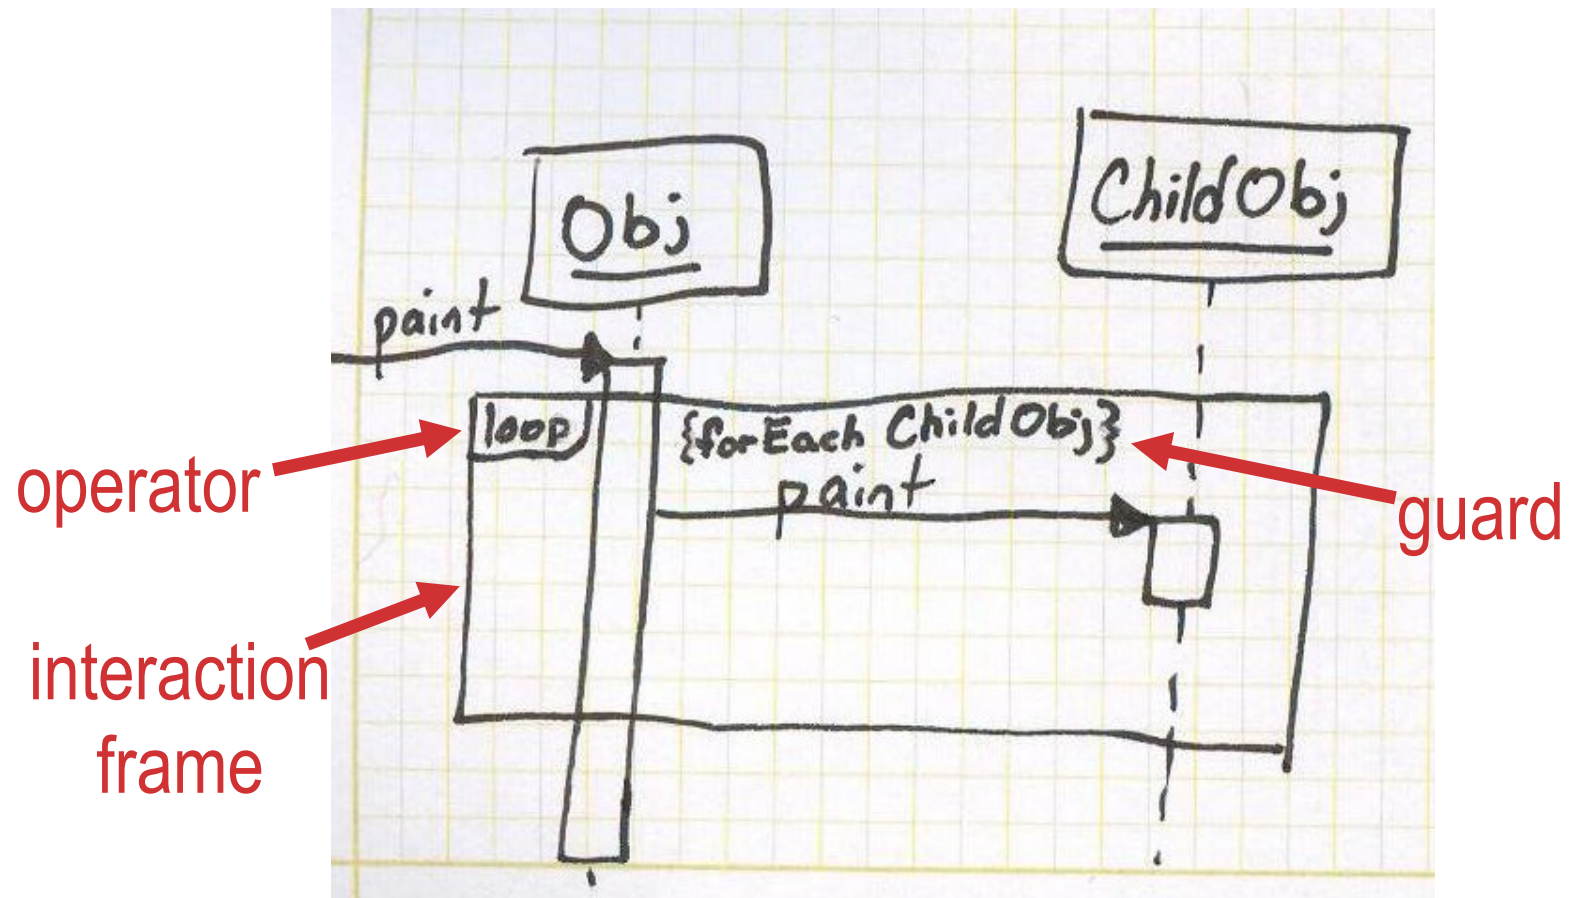 Obj
ChildObj
paint
loop
{forEach ChildObj}
paint
operator
guard
interaction
frame